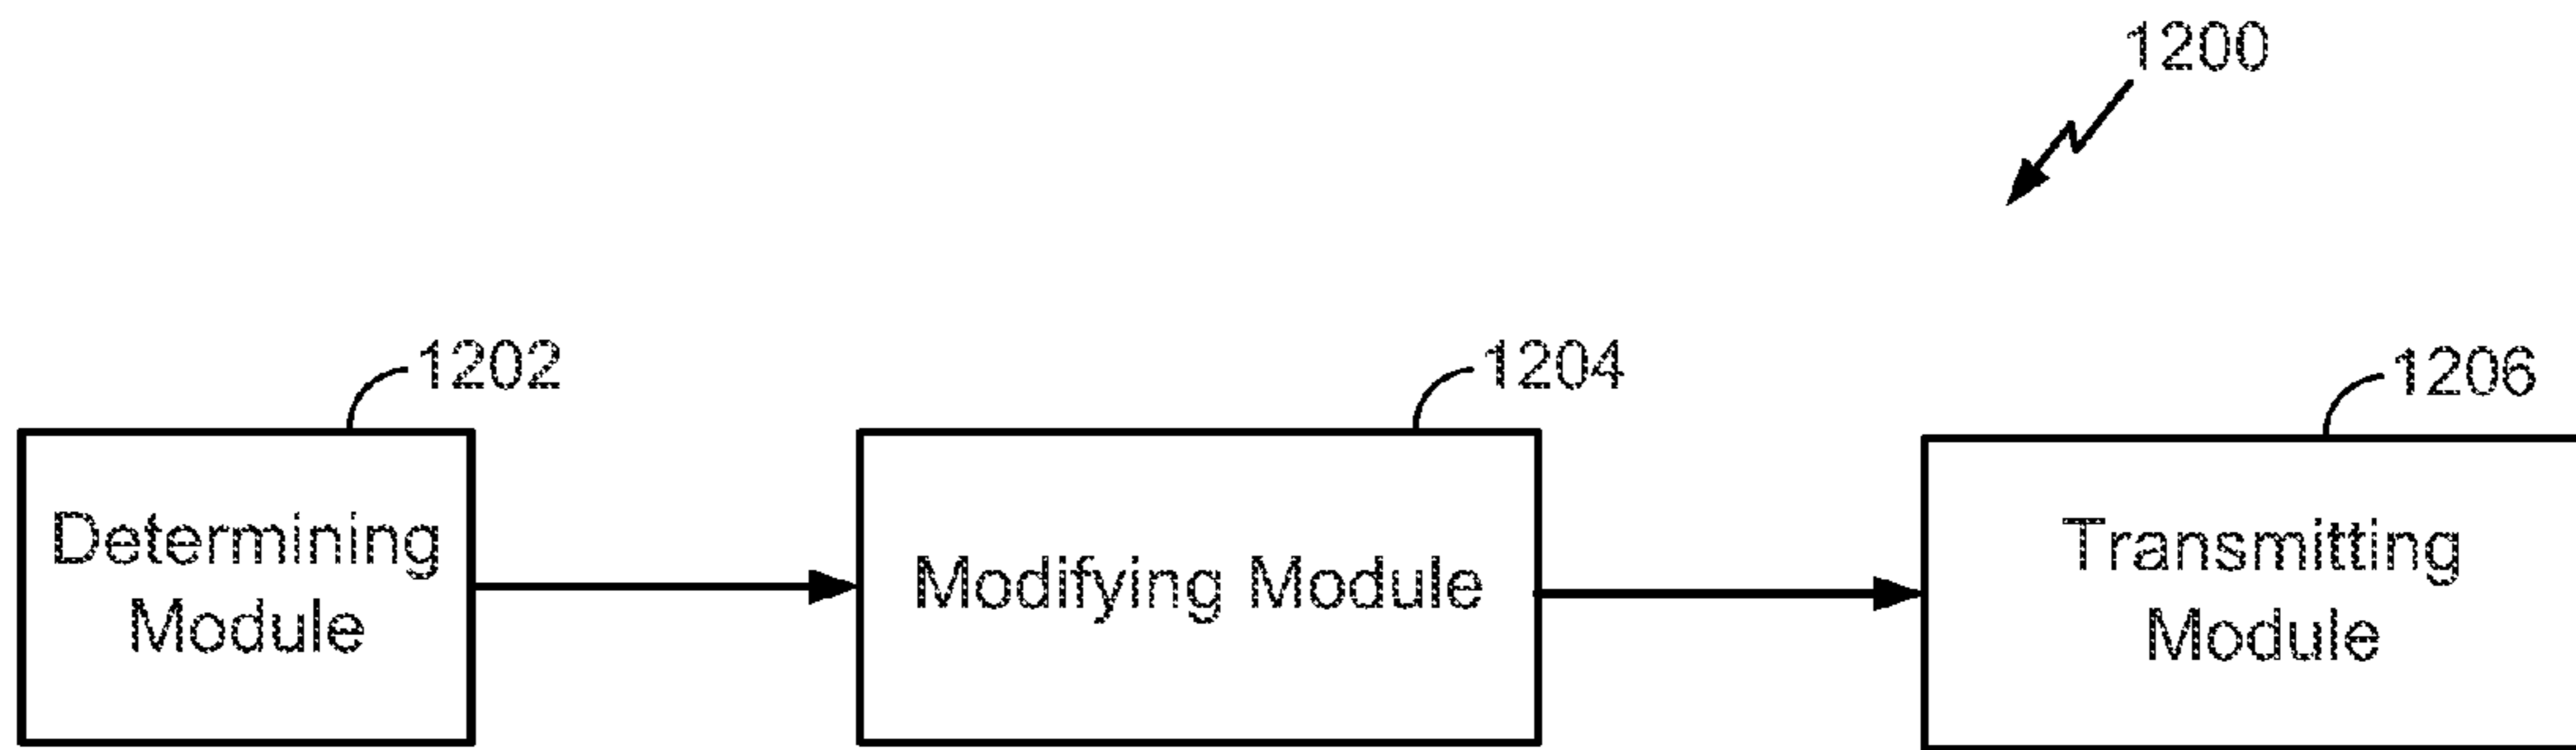 1200
1202
1204
1206
Determining
Module
Modifying Module
Transmitting
Module